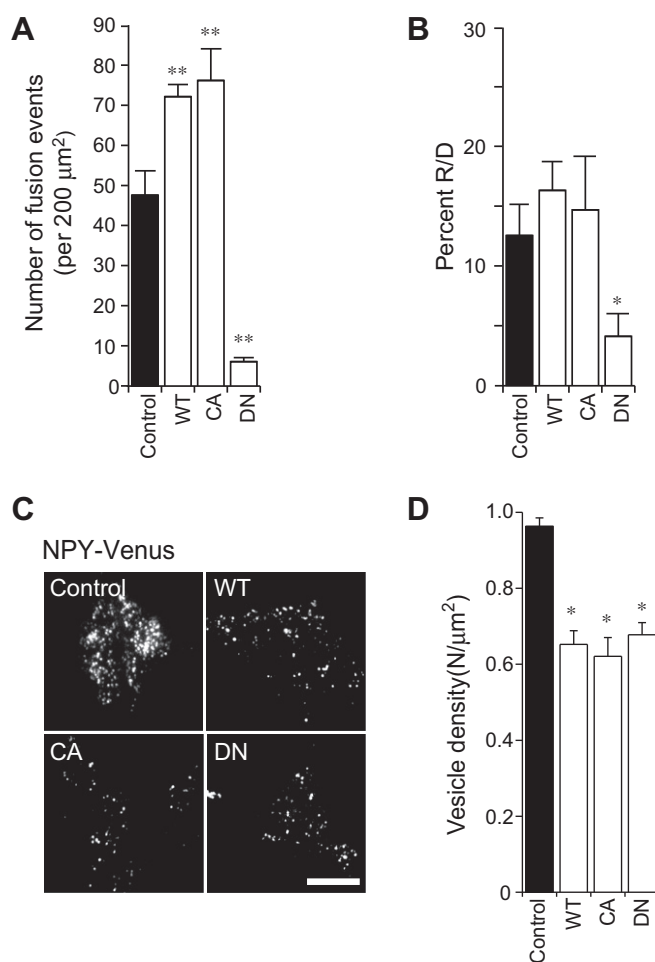 A
Number of fusion events
(per 200 μm²)
90
80
70
60
50
40
30
20
10
0
**
**
**
Control
WT
CA
DN
B
Percent R/D
30
20
10
0
*
Control
WT
CA
DN
C
NPY-Venus
Control
WT
CA
DN
D
Vesicle density(N/μm²)
1.0
0.8
0.6
0.4
0.2
0
*
*
*
Control
WT
CA
DN